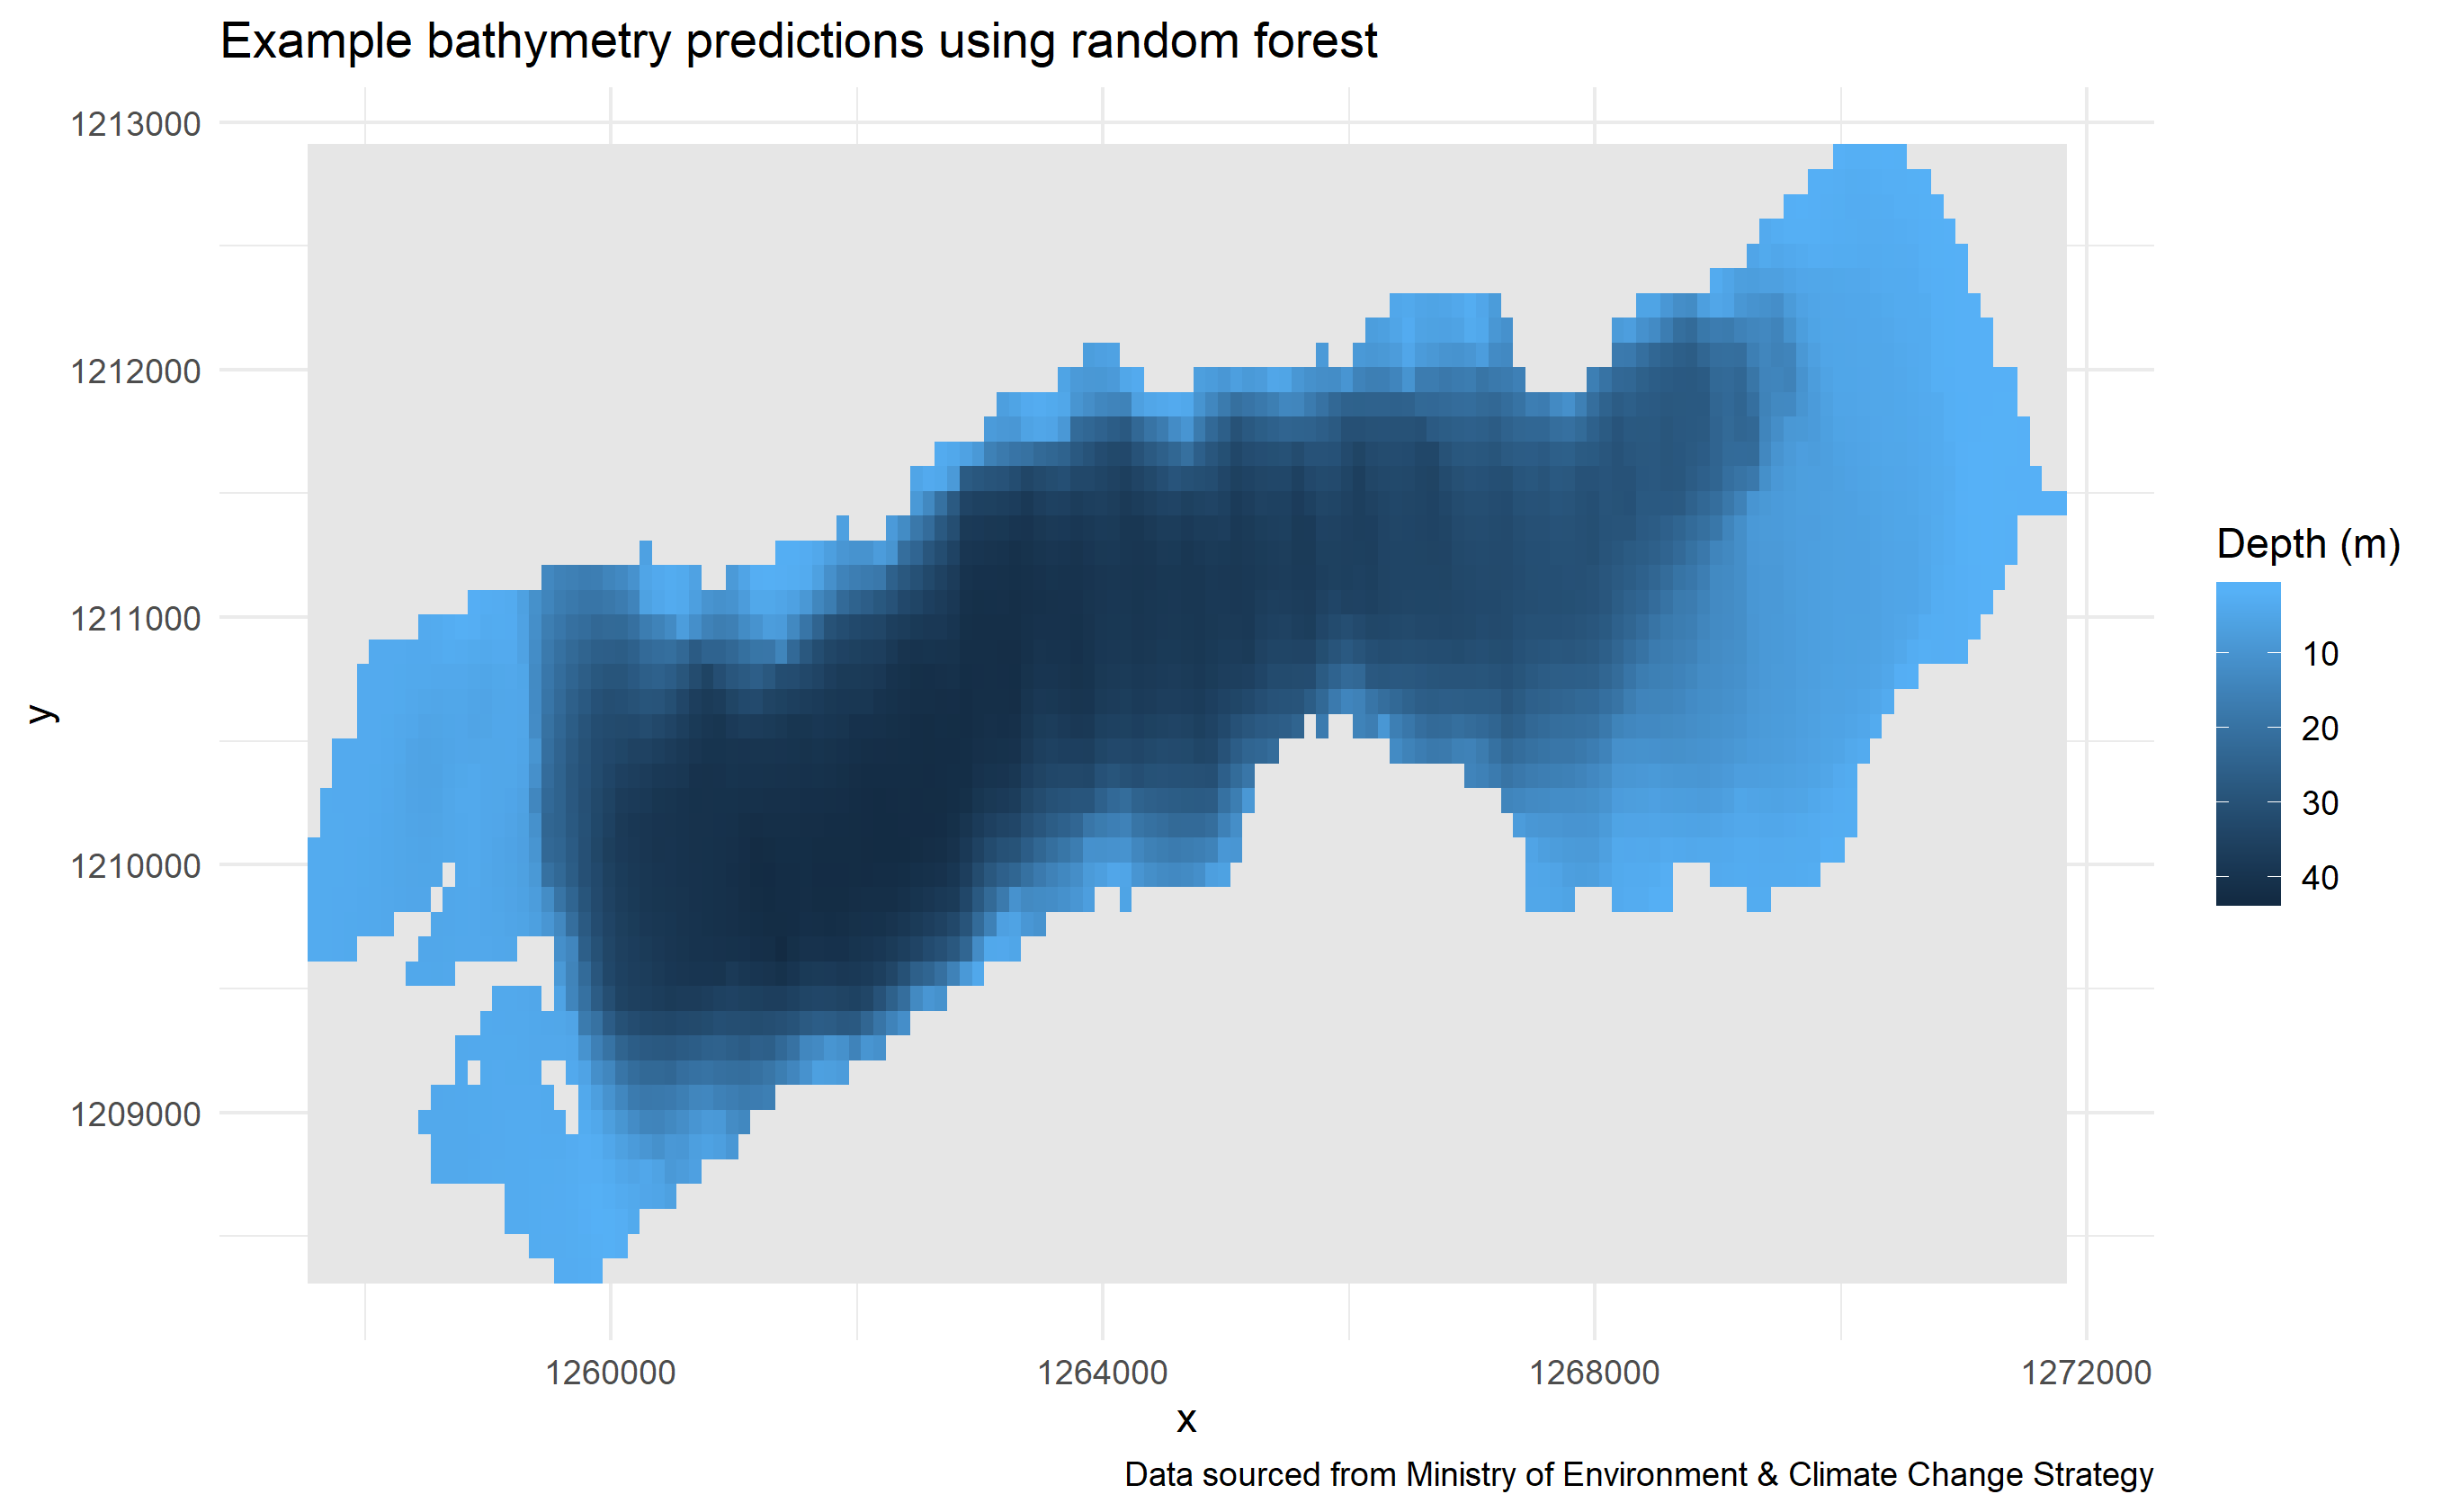 Example bathymetry predictions using random forest
1213000
1212000
1211000
1210000
1209000
y
1260000
1264000
1268000
1272000
x
Depth (m)
10
20
30
40
Data sourced from Ministry of Environment & Climate Change Strategy